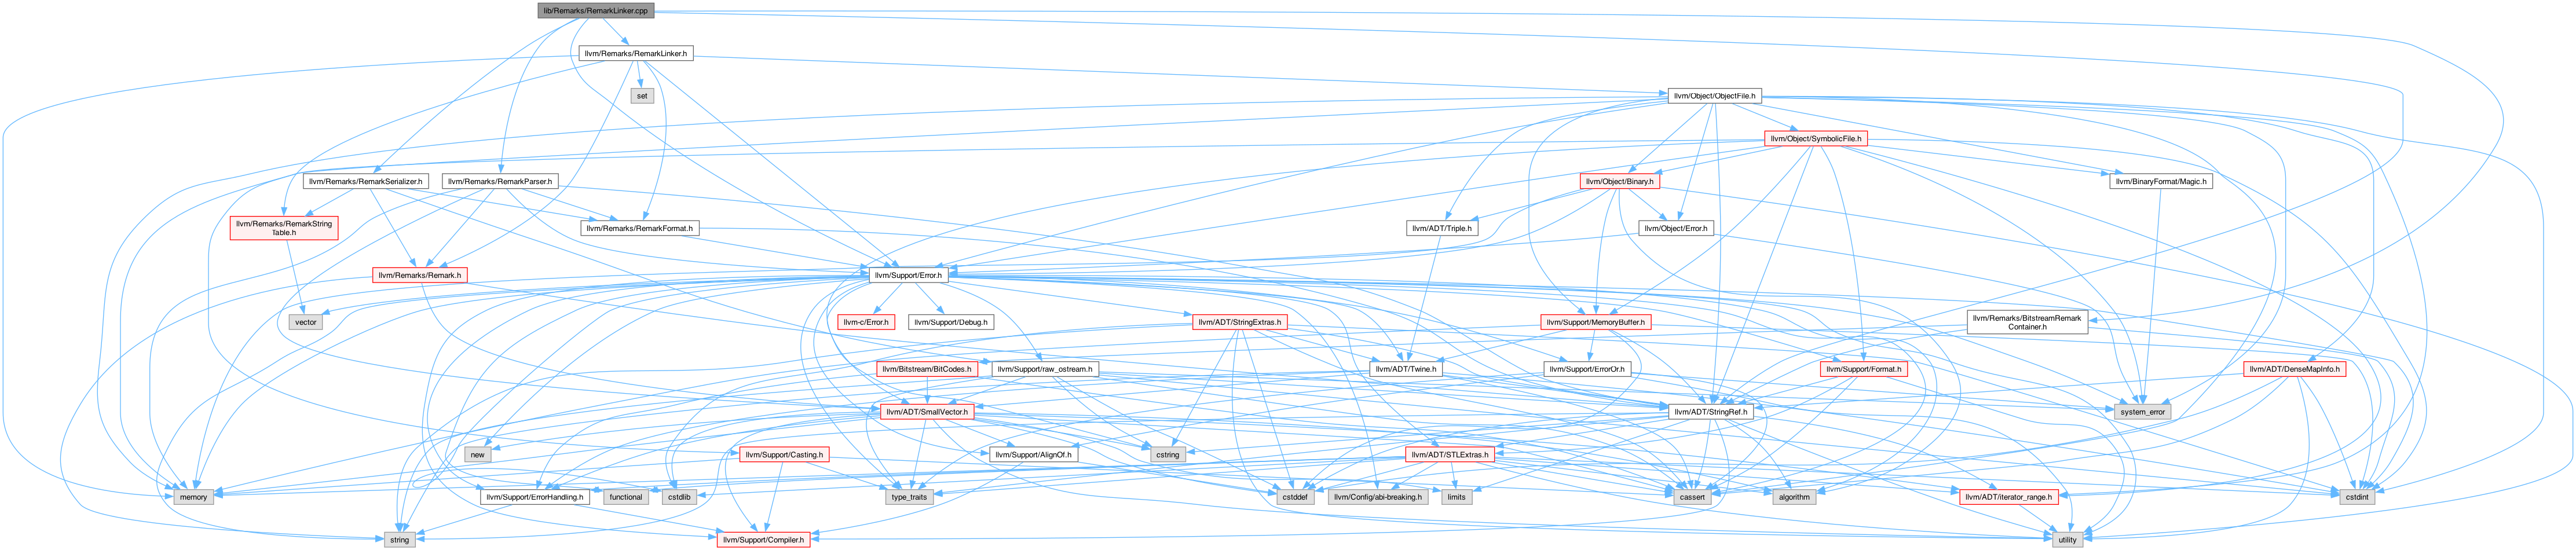 lib/Remarks/RemarkLinker.cpp
llvm/Remarks/RemarkLinker.h
set
llvm/Object/ObjectFile.h
llvm/Object/SymbolicFile.h
llvm/Remarks/RemarkSerializer.h
llvm/Remarks/RemarkParser.h
llvm/Object/Binary.h
llvm/BinaryFormat/Magic.h
llvm/Remarks/RemarkString
Table.h
llvm/Remarks/RemarkFormat.h
llvm/ADT/Triple.h
llvm/Object/Error.h
llvm/Remarks/Remark.h
llvm/Support/Error.h
vector
llvm-c/Error.h
llvm/Support/Debug.h
llvm/ADT/StringExtras.h
llvm/Support/MemoryBuffer.h
llvm/Remarks/BitstreamRemark
Container.h
llvm/Bitstream/BitCodes.h
llvm/Support/raw_ostream.h
llvm/ADT/Twine.h
llvm/Support/ErrorOr.h
llvm/Support/Format.h
llvm/ADT/DenseMapInfo.h
llvm/ADT/SmallVector.h
llvm/ADT/StringRef.h
system_error
new
llvm/Support/Casting.h
cstring
llvm/Support/AlignOf.h
llvm/ADT/STLExtras.h
memory
llvm/Support/ErrorHandling.h
functional
cstdlib
type_traits
cstddef
llvm/Config/abi-breaking.h
limits
cassert
algorithm
llvm/ADT/iterator_range.h
cstdint
string
llvm/Support/Compiler.h
utility